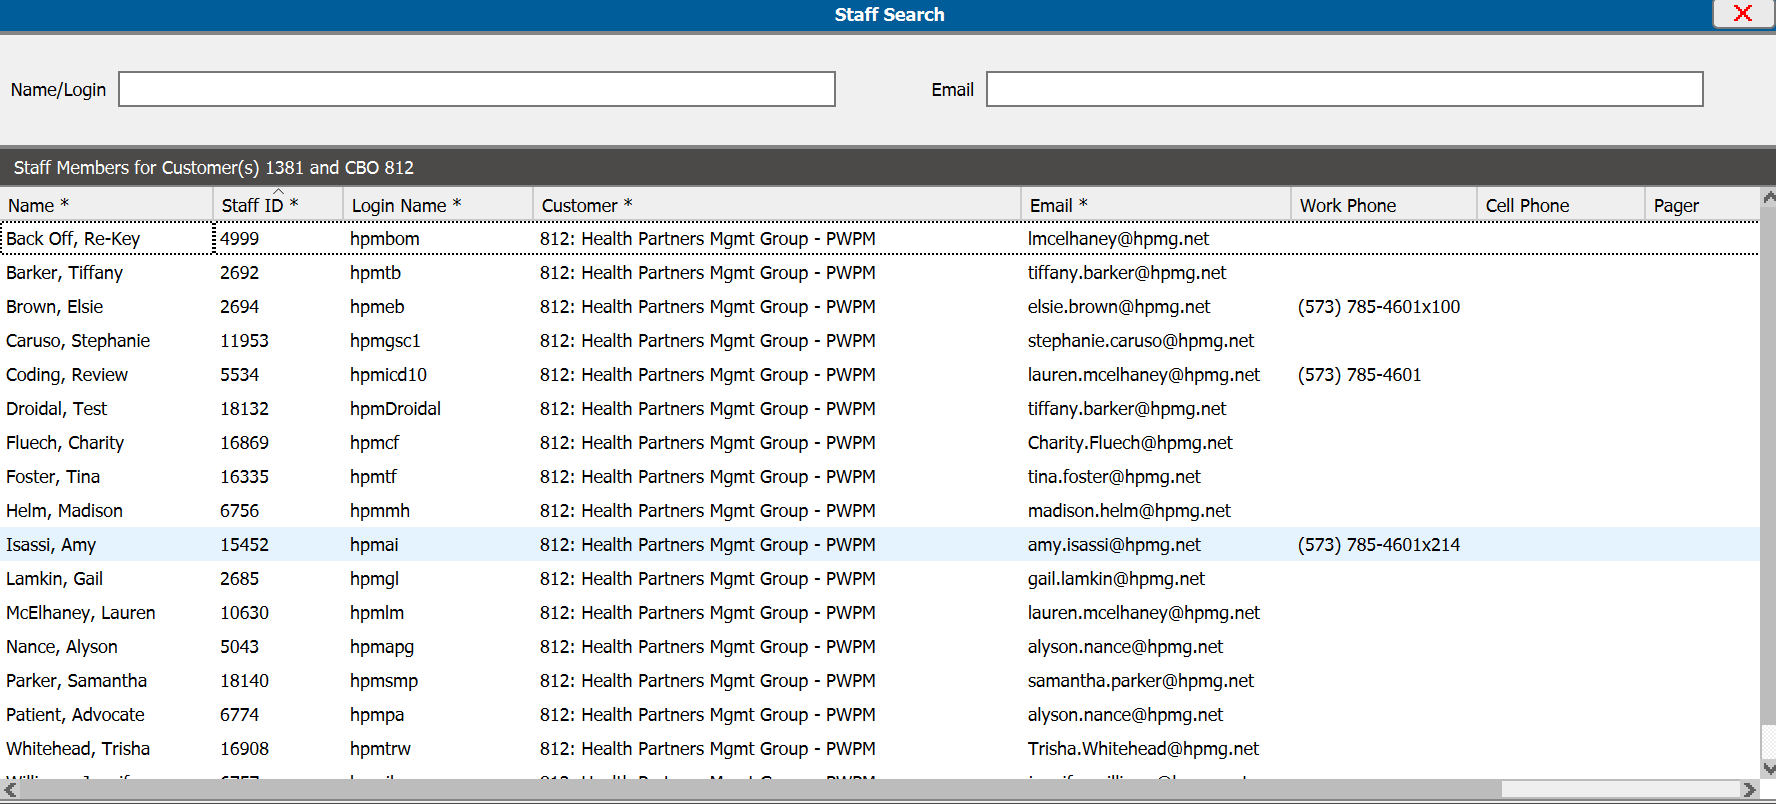 Staff Search
Name/Login Email
Staff Members for Customer(s) 1381 and CBO 812
Name * Staff ID * Login Name * Customer * Email * Work Phone Cell Phone Pager
Back Off, Re-Key 4999 hpmbom 812: Health Partners Mgmt Group - PWPM lmcelhaney@hpmg.net
Barker, Tiffany 2692 hpmtb 812: Health Partners Mgmt Group - PWPM tiffany.barker@hpmg.net
Brown, Elsie 2694 hpmeb 812: Health Partners Mgmt Group - PWPM elsie.brown@hpmg.net (573) 785-4601x100
Caruso, Stephanie 11953 hpmgsc1 812: Health Partners Mgmt Group - PWPM stephanie.caruso@hpmg.net
Coding, Review 5534 hpmicd10 812: Health Partners Mgmt Group - PWPM lauren.mcelhaney@hpmg.net (573) 785-4601
Droidal, Test 18132 hpmDroidal 812: Health Partners Mgmt Group - PWPM tiffany.barker@hpmg.net
Fluech, Charity 16869 hpmcf 812: Health Partners Mgmt Group - PWPM Charity.Fluech@hpmg.net
Foster, Tina 16335 hpmtf 812: Health Partners Mgmt Group - PWPM tina.foster@hpmg.net
Helm, Madison 6756 hpmmh 812: Health Partners Mgmt Group - PWPM madison.helm@hpmg.net
Isassi, Amy 15452 hpmai 812: Health Partners Mgmt Group - PWPM amy.isassi@hpmg.net (573) 785-4601x214
Lamkin, Gail 2685 hpmgl 812: Health Partners Mgmt Group - PWPM gail.lamkin@hpmg.net
McElhaney, Lauren 10630 hpmlm 812: Health Partners Mgmt Group - PWPM lauren.mcelhaney@hpmg.net
Nance, Alyson 5043 hpmapg 812: Health Partners Mgmt Group - PWPM alyson.nance@hpmg.net
Parker, Samantha 18140 hpmsmp 812: Health Partners Mgmt Group - PWPM samantha.parker@hpmg.net
Patient, Advocate 6774 hpmpa 812: Health Partners Mgmt Group - PWPM alyson.nance@hpmg.net
Whitehead, Trisha 16908 hpmtrw 812: Health Partners Mgmt Group - PWPM Trisha.Whitehead@hpmg.net
812: Health Partners Mgmt Group - PWPM